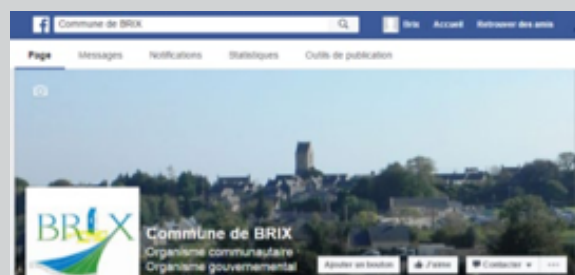 Commune de BRIX
Brix Accueil Retrouver des amis
Page Messages Notifications Statistiques Outils de publication
BRIX
Commune de BRIX
Organisme communautaire
Organisme gouvernemental
Ajouter un bouton J'aime Contacter